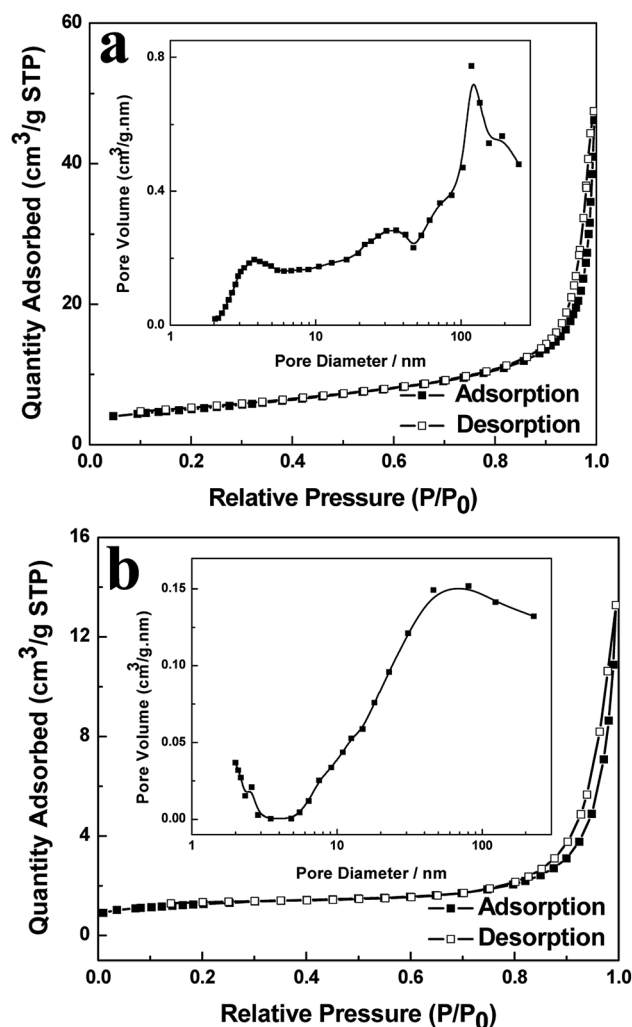 a
60
40
20
0
Quantity Adsorbed (cm3/g STP)
0.8
0.4
0.0
Pore Volume (cm3/g.nm)
1 10 100
Pore Diameter / nm
Adsorption
Desorption
0.0 0.2 0.4 0.6 0.8 1.0
Relative Pressure (P/P0)
b
16
12
8
4
0
Quantity Adsorbed (cm3/g STP)
0.15
0.10
0.05
0.00
Pore Volume (cm3/g.nm)
1 10 100
Pore Diameter / nm
Adsorption
Desorption
0.0 0.2 0.4 0.6 0.8 1.0
Relative Pressure (P/P0)